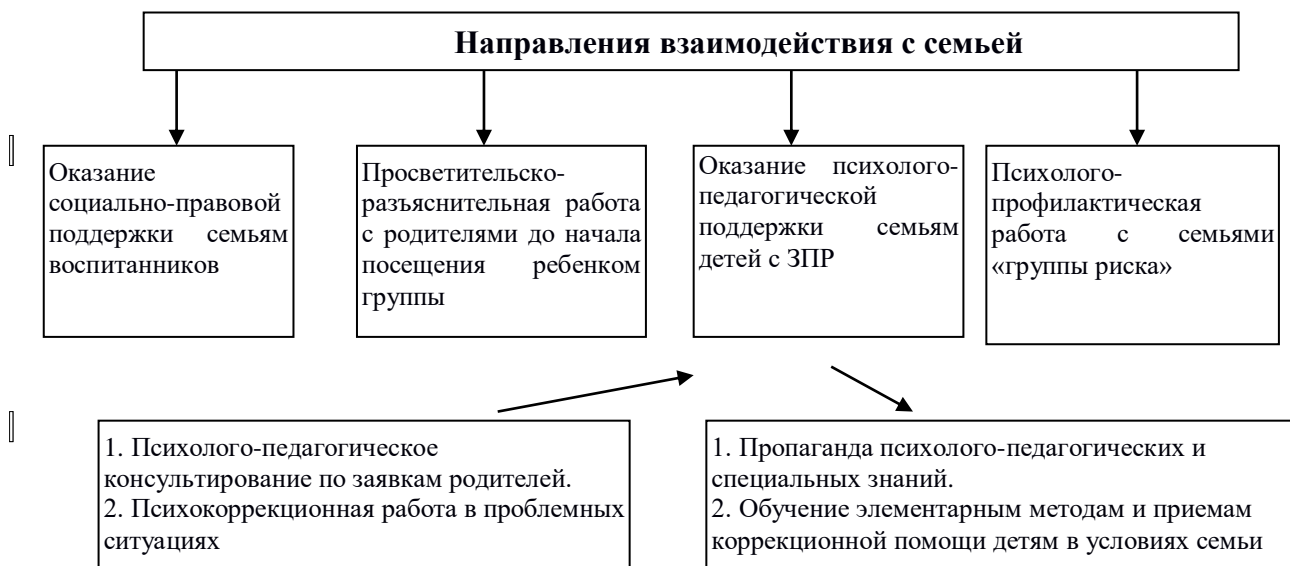 Направления взаимодействия с семьей
Оказание
социально-правовой
поддержки семьям
воспитанников
Просветительско-
разъяснительная работа
с родителями до начала
посещения ребенком
группы
Оказание психолого-
педагогической
поддержки семьям
детей с ЗПР
Психолого-
профилактическая
работа с семьями
«группы риска»
1. Психолого-педагогическое
консультирование по заявкам родителей.
2. Психокоррекционная работа в проблемных
ситуациях
1. Пропаганда психолого-педагогических и
специальных знаний.
2. Обучение элементарным методам и приемам
коррекционной помощи детям в условиях семьи